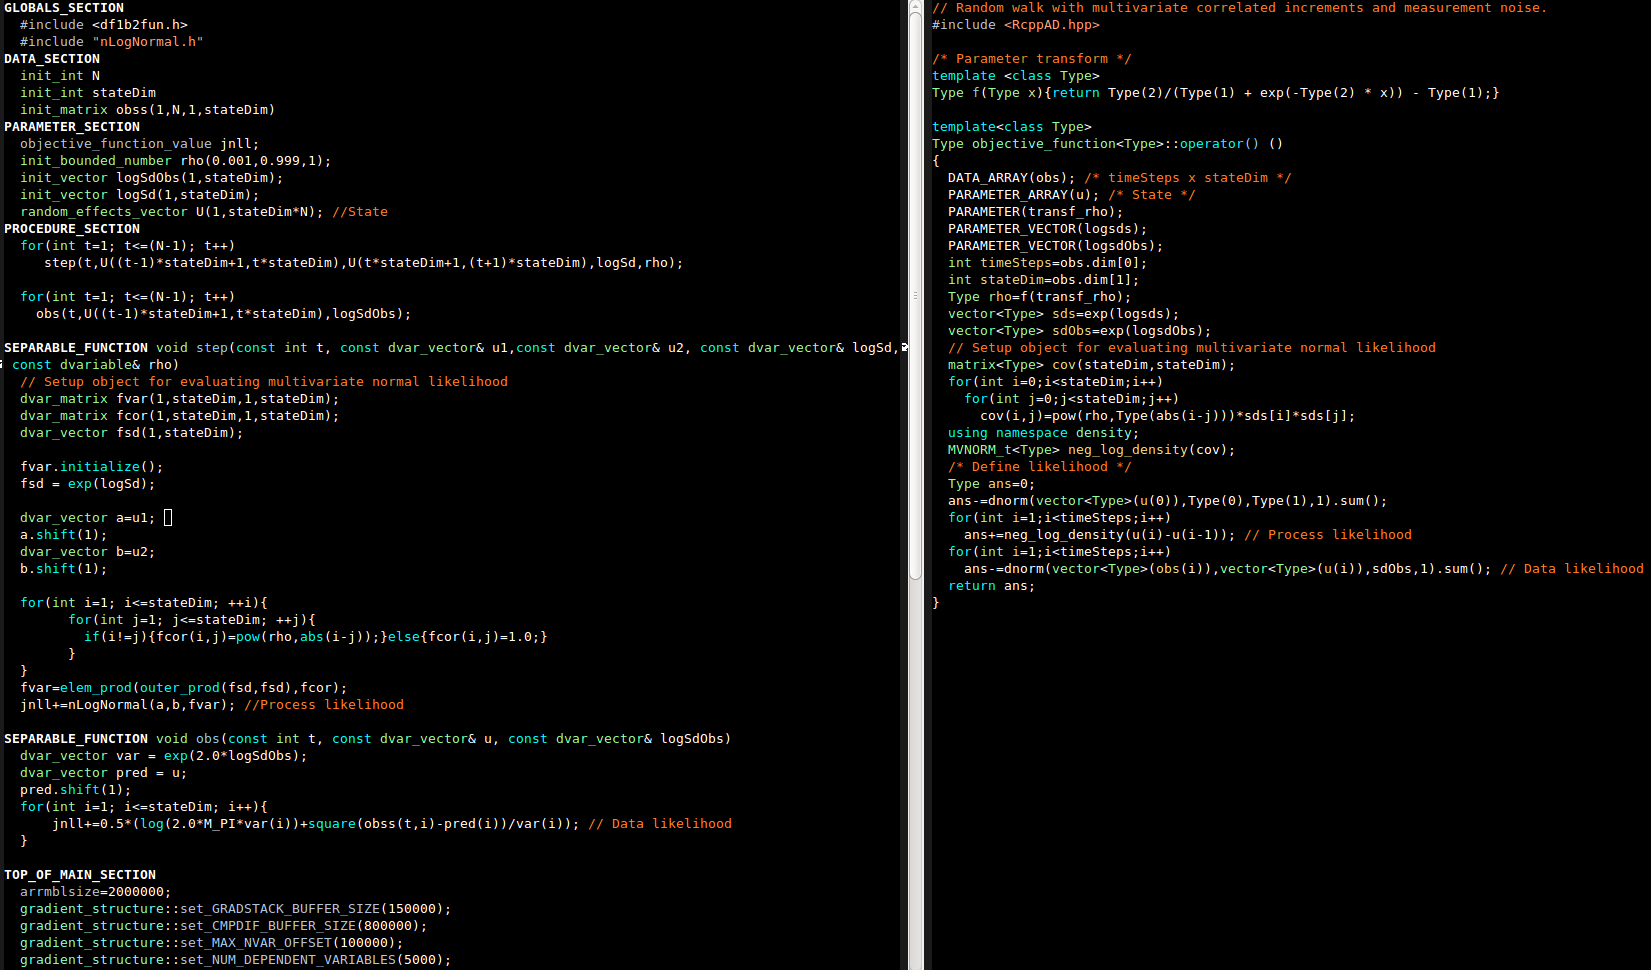 GLOBALS_SECTION
  #include <df1b2fun.h>
  #include "nLogNormal.h"
DATA_SECTION
  init_int N
  init_int stateDim
  init_matrix obss(1,N,1,stateDim)
PARAMETER_SECTION
  objective_function_value jnll;
  init_bounded_number rho(0.001,0.999,1);
  init_vector logSdObs(1,stateDim);
  init_vector logSd(1,stateDim);
  random_effects_vector U(1,stateDim*N); //State
PROCEDURE_SECTION
  for(int t=1; t<=(N-1); t++)
     step(t,U((t-1)*stateDim+1,t*stateDim),U(t*stateDim+1,(t+1)*stateDim),logSd,rho);

  for(int t=1; t<=(N-1); t++)
    obs(t,U((t-1)*stateDim+1,t*stateDim),logSdObs);

SEPARABLE_FUNCTION void step(const int t, const dvar_vector& u1,const dvar_vector& u2, const dvar_vector& logSd,
 const dvariable& rho)
  // Setup object for evaluating multivariate normal likelihood
  dvar_matrix fvar(1,stateDim,1,stateDim);
  dvar_matrix fcor(1,stateDim,1,stateDim);
  dvar_vector fsd(1,stateDim);

  fvar.initialize();
  fsd = exp(logSd);

  dvar_vector a=u1;
  a.shift(1);
  dvar_vector b=u2;
  b.shift(1);

  for(int i=1; i<=stateDim; ++i){
        for(int j=1; j<=stateDim; ++j){
          if(i!=j){fcor(i,j)=pow(rho,abs(i-j));}else{fcor(i,j)=1.0;}
        }
  }
  fvar=elem_prod(outer_prod(fsd,fsd),fcor);
  jnll+=nLogNormal(a,b,fvar); //Process likelihood

SEPARABLE_FUNCTION void obs(const int t, const dvar_vector& u, const dvar_vector& logSdObs)
  dvar_vector var = exp(2.0*logSdObs);
  dvar_vector pred = u;
  pred.shift(1);
  for(int i=1; i<=stateDim; i++){
      jnll+=0.5*(log(2.0*M_PI*var(i))+square(obss(t,i)-pred(i))/var(i)); // Data likelihood
  }

TOP_OF_MAIN_SECTION
  arrmblsize=2000000;
  gradient_structure::set_GRADSTACK_BUFFER_SIZE(150000);
  gradient_structure::set_CMPDIF_BUFFER_SIZE(800000);
  gradient_structure::set_MAX_NVAR_OFFSET(100000);
  gradient_structure::set_NUM_DEPENDENT_VARIABLES(5000);
// Random walk with multivariate correlated increments and measurement noise.
#include <RcppAD.hpp>

/* Parameter transform */
template <class Type>
Type f(Type x){return Type(2)/(Type(1) + exp(-Type(2) * x)) - Type(1);}

template<class Type>
Type objective_function<Type>::operator() ()
{
  DATA_ARRAY(obs); /* timeSteps x stateDim */
  PARAMETER_ARRAY(u); /* State */
  PARAMETER(transf_rho);
  PARAMETER_VECTOR(logsds);
  PARAMETER_VECTOR(logsdObs);
  int timeSteps=obs.dim[0];
  int stateDim=obs.dim[1];
  Type rho=f(transf_rho);
  vector<Type> sds=exp(logsds);
  vector<Type> sdObs=exp(logsdObs);
  // Setup object for evaluating multivariate normal likelihood
  matrix<Type> cov(stateDim,stateDim);
  for(int i=0;i<stateDim;i++)
    for(int j=0;j<stateDim;j++)
      cov(i,j)=pow(rho,Type(abs(i-j)))*sds[i]*sds[j];
  using namespace density;
  MVNORM_t<Type> neg_log_density(cov);
  /* Define likelihood */
  Type ans=0;
  ans-=dnorm(vector<Type>(u(0)),Type(0),Type(1),1).sum();
  for(int i=1;i<timeSteps;i++)
    ans+=neg_log_density(u(i)-u(i-1)); // Process likelihood
  for(int i=1;i<timeSteps;i++)
    ans-=dnorm(vector<Type>(obs(i)),vector<Type>(u(i)),sdObs,1).sum(); // Data likelihood
  return ans;
}